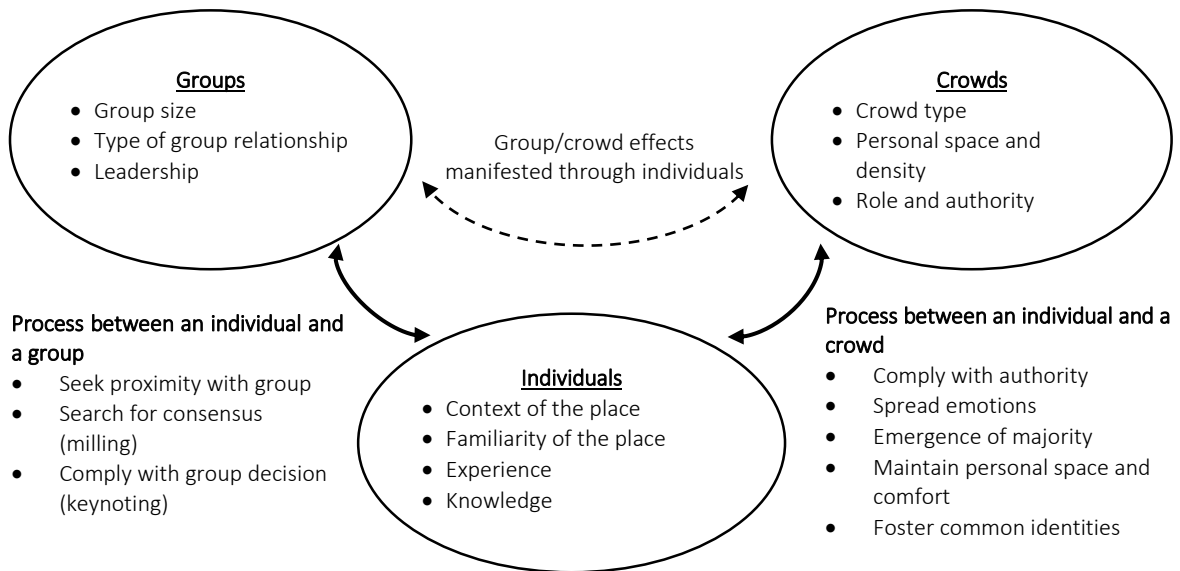 Groups
• Group size
• Type of group relationship
• Leadership
Group/crowd effects
manifested through individuals
Crowds
• Crowd type
• Personal space and
density
• Role and authority
Process between an individual and
a group
• Seek proximity with group
• Search for consensus
(milling)
• Comply with group decision
(keynoting)
Individuals
• Context of the place
• Familiarity of the place
• Experience
• Knowledge
Process between an individual and a
crowd
• Comply with authority
• Spread emotions
• Emergence of majority
• Maintain personal space and
comfort
• Foster common identities